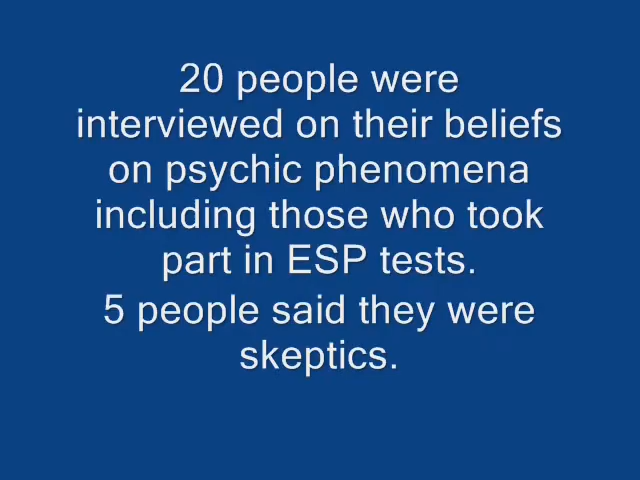 20 people were
interviewed on their beliefs
on psychic phenomena
including those who took
part in ESP tests.
5 people said they were
skeptics.